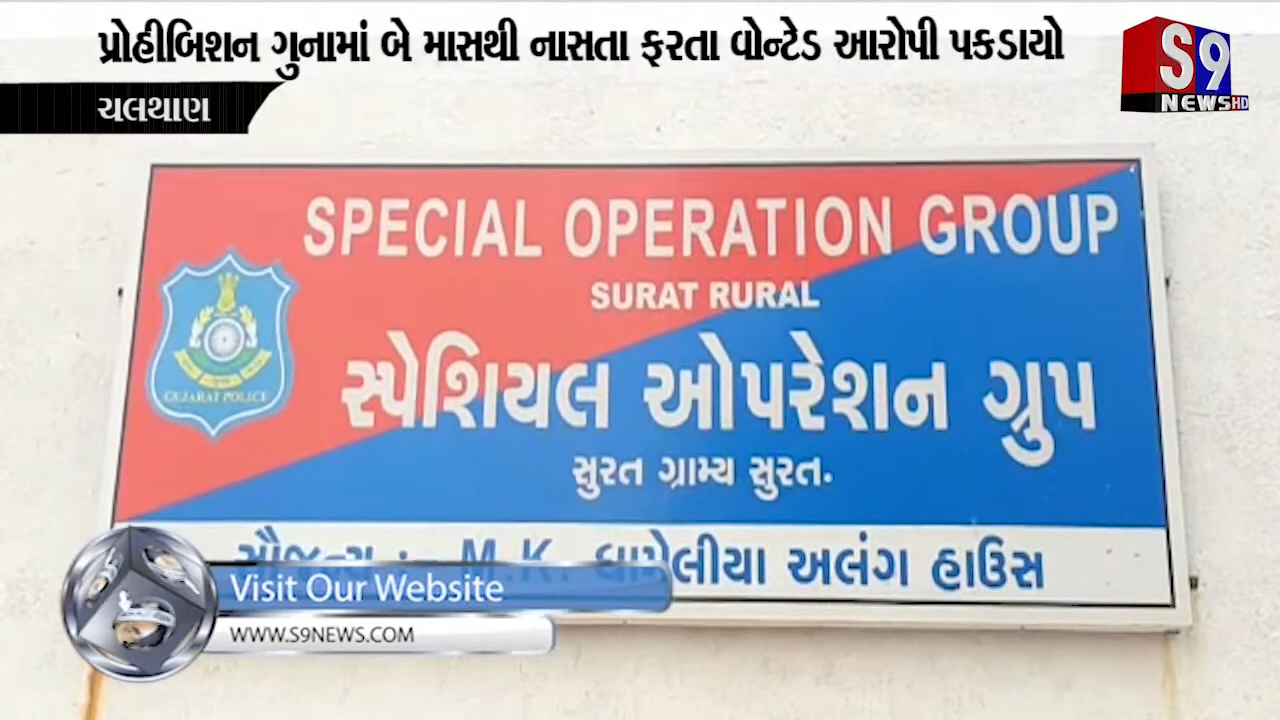 પ્રોહીબિશન ગુનામાં બે માસથી નાસતા ફરતા વોન્ટેડ આરોપી પકડાયો
ચલથાણ
S9
NEWS HD
SPECIAL OPERATION GROUP
SURAT RURAL
સ્પેશિયલ ઓપરેશન ગ્રુપ
સુરત ગ્રામ્ય સુરત.
GUJARAT POLICE
સૌજન્ય :- M.K. ધામેલીયા અલંગ હાઉસ
Visit Our Website
WWW.S9NEWS.COM